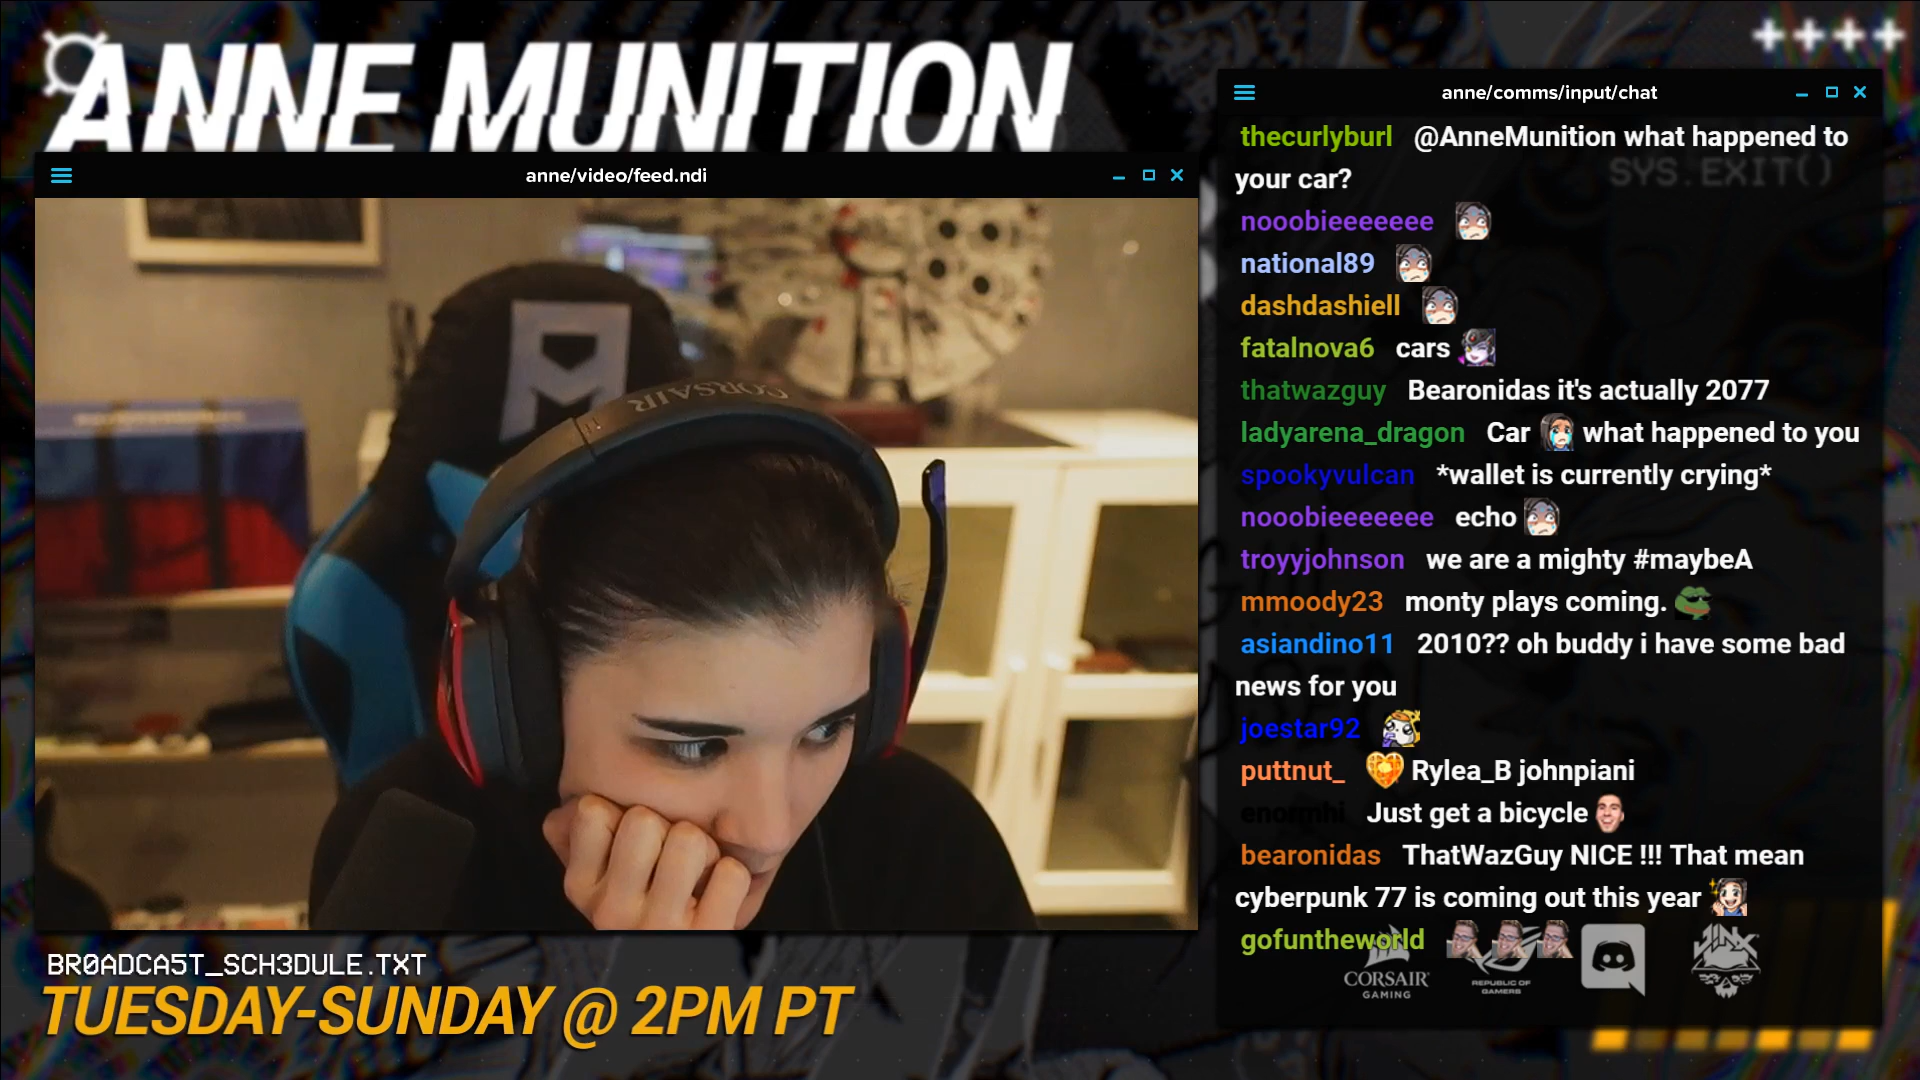 ANNE MUNITION
anne/video/feed.ndi
CORSAIR
BR0ADCA5T_SCH3DULE.TXT
TUESDAY-SUNDAY @ 2PM PT
anne/comms/input/chat
SYS.EXIT()
thecurlyburl @AnneMunition what happened to
your car?
nooobieeeeeee
national89
dashdashiell
fatalnova6 cars
thatwazguy Bearonidas it's actually 2077
ladyarena_dragon Car what happened to you
spookyvulcan *wallet is currently crying*
nooobieeeeeee echo
troyyjohnson we are a mighty #maybeA
mmoody23 monty plays coming.
asiandino11 2010?? oh buddy i have some bad
news for you
joestar92
puttnut_ Rylea_B johnpiani
enormhi Just get a bicycle
bearonidas ThatWazGuy NICE !!! That mean
cyberpunk 77 is coming out this year
gofuntheworld
CORSAIR
GAMING
REPUBLIC OF
GAMERS
JINX